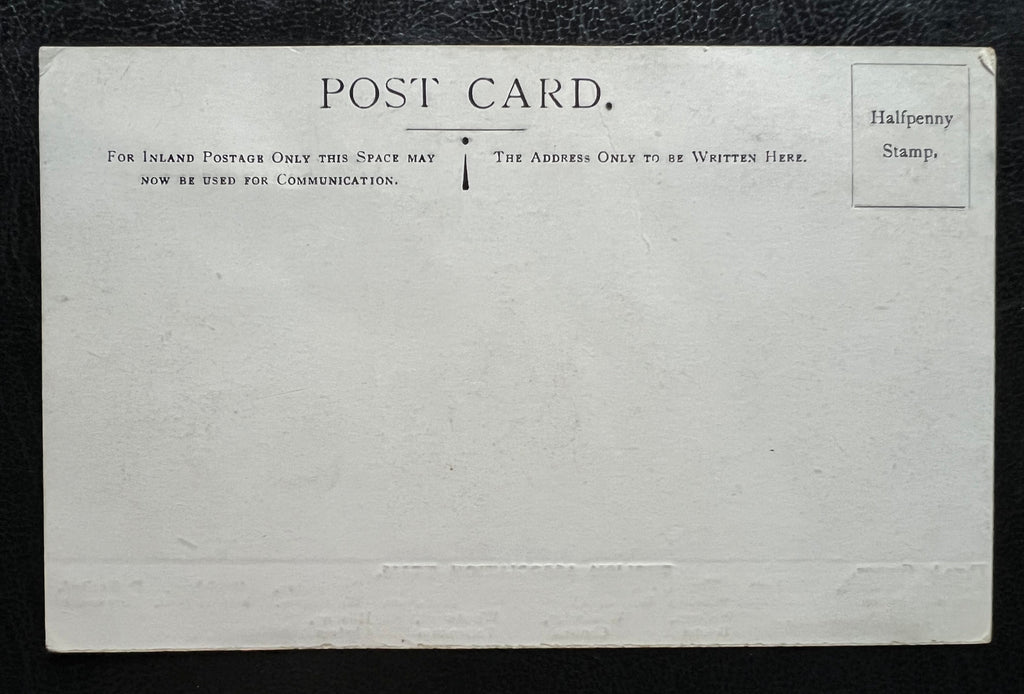 POST CARD.
FOR INLAND POSTAGE ONLY THIS SPACE MAY
NOW BE USED FOR COMMUNICATION.
THE ADDRESS ONLY TO BE WRITTEN HERE.
Halfpenny
Stamp,